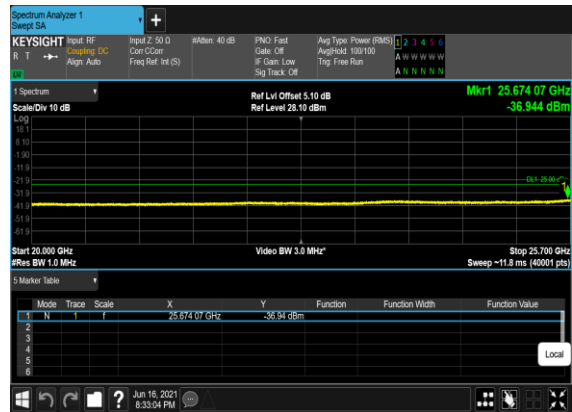 Spectrum Analyzer 1
Swept SA
+
KEYSIGHT Input: RF Input Z: 50 Ω #Atten: 40 dB PNO: Fast Avg Type: Power (RMS) 1 2 3 4 5 6
R T Coupling: DC Corr CCorr Gate: Off Avg|Hold: 100/100 A W W W W W
Align: Auto Freq Ref: Int (S) IF Gain: Low Trig: Free Run
Sig Track: Off A N N N N N
1 Spectrum Ref Lvl Offset 5.10 dB Mkr1 25.674 07 GHz
Scale/Div 10 dB Ref Level 28.10 dBm -36.944 dBm
Log
18.1
8.10
-1.90
-11.9
-21.9
DL1 -25.00
-31.9
1
-41.9
-51.9
-61.9
Start 20.000 GHz Video BW 3.0 MHz* Stop 25.700 GHz
#Res BW 1.0 MHz Sweep ~11.8 ms (40001 pts)
5 Marker Table
Mode Trace Scale X Y Function Function Width Function Value
1 N 1 f 25.674 07 GHz -36.94 dBm
2
3
4
5
6
Local
? Jun 16, 2021
8:33:04 PM